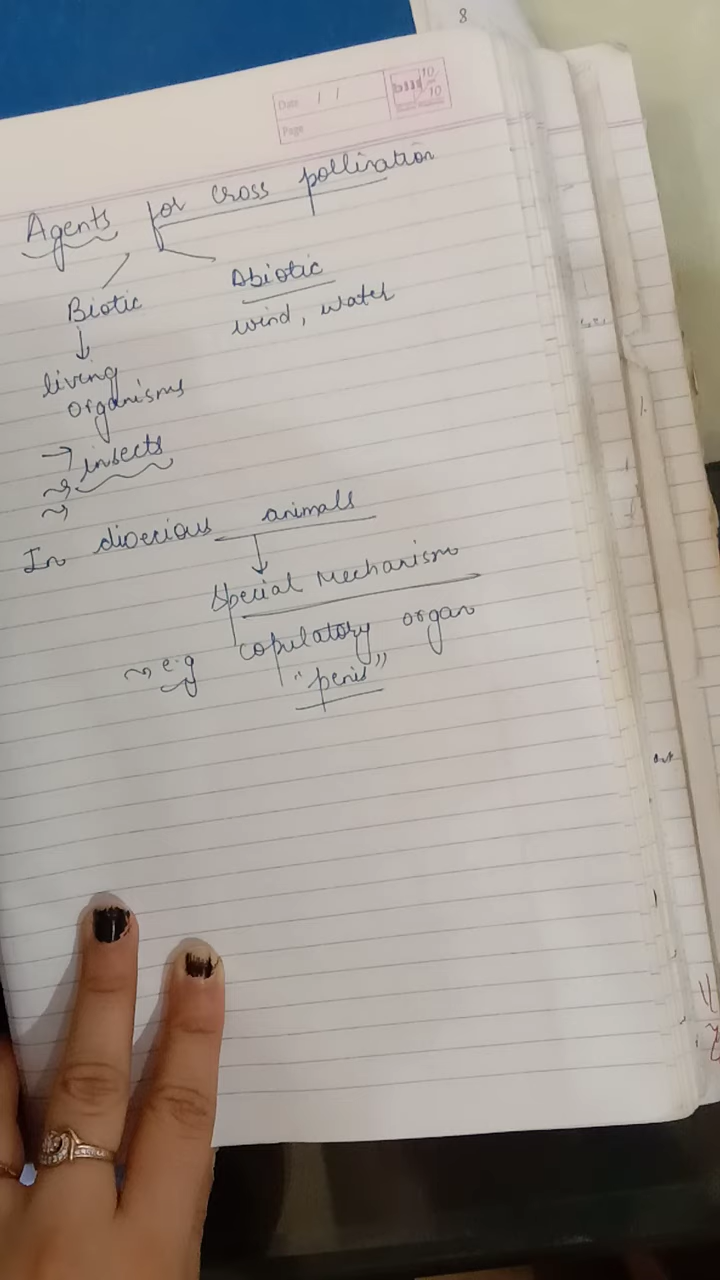 8
Date / /
Page
Agents for cross pollination
Biotic
Abiotic
wind, water
living
organisms
→ insects
In dioecious animals
Special Mechanism
e.g copulatory organ
"penis"